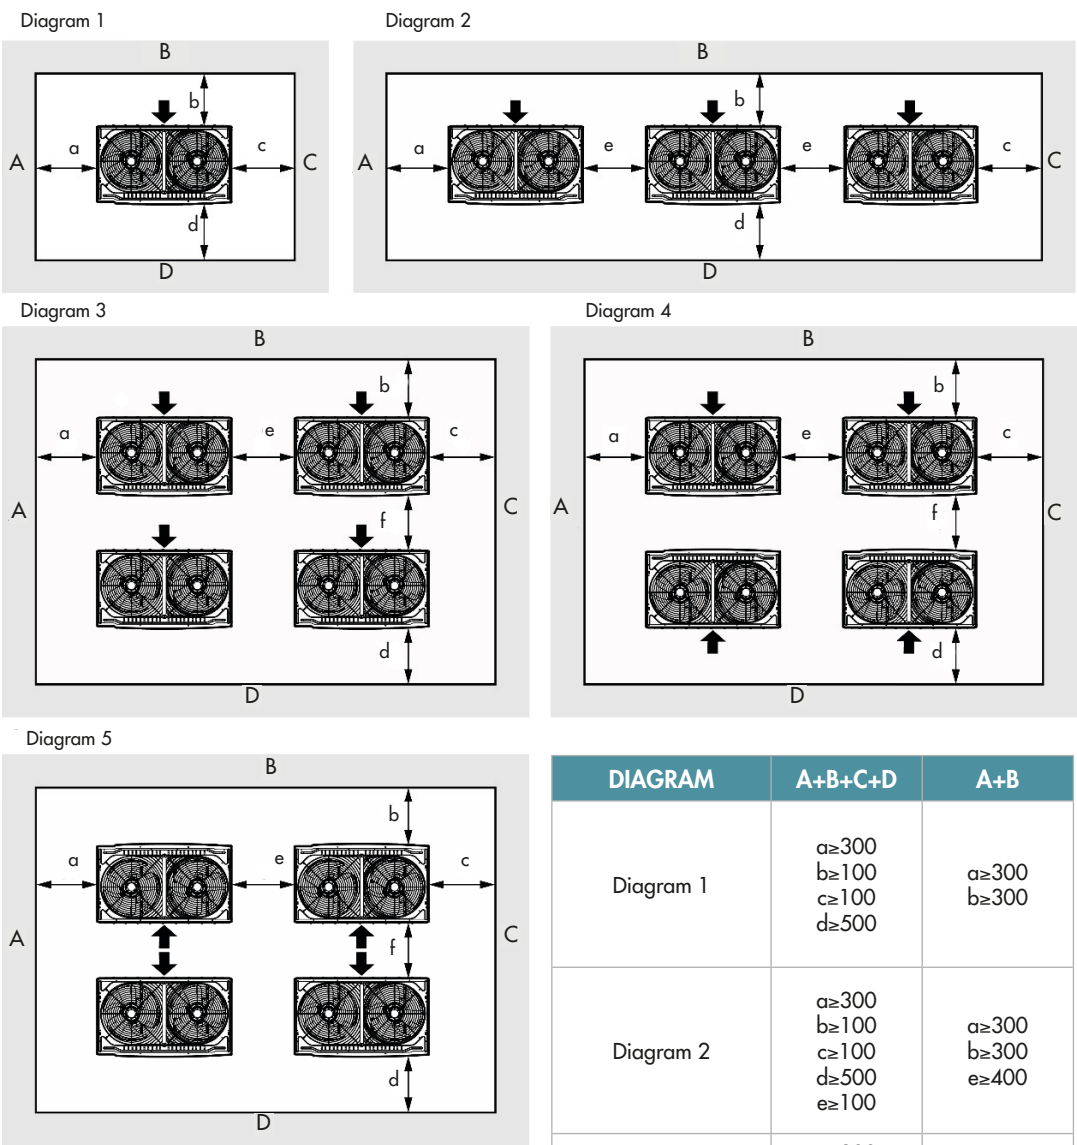 Diagram 1
B
b
a
A
c
C
d
D
Diagram 2
B
b
A
a
e
e
c
C
d
D
Diagram 3
B
b
a
e
c
A
C
f
d
D
Diagram 4
B
b
a
e
c
A
C
f
d
D
Diagram 5
B
b
a
e
c
A
C
f
d
D
DIAGRAM A+B+C+D A+B
Diagram 1
a≥300
b≥100
c≥100
d≥500
a≥300
b≥300
Diagram 2
a≥300
b≥100
c≥100
d≥500
e≥100
a≥300
b≥300
e≥400